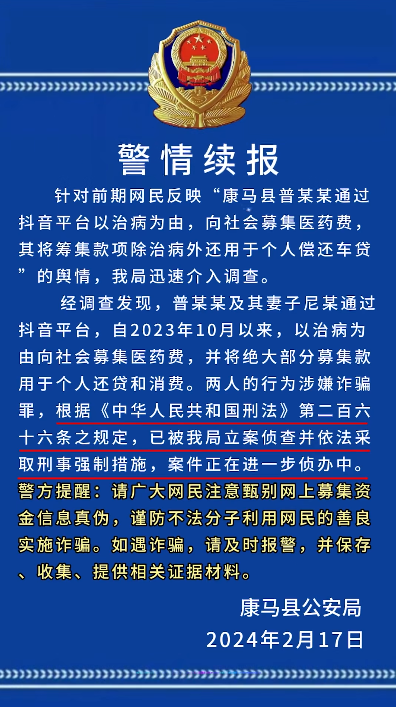 警情续报
针对前期网民反映“康马县普某某通过
抖音平台以治病为由，向社会募集医药费，
其将筹集款项除治病外还用于个人偿还车贷
”的舆情，我局迅速介入调查。
经调查发现，普某某及其妻子尼某通过
抖音平台，自2023年10月以来，以治病为
由向社会募集医药费，并将绝大部分募集款
用于个人还贷和消费。两人的行为涉嫌诈骗
罪，根据《中华人民共和国刑法》第二百六
十六条之规定，已被我局立案侦查并依法采
取刑事强制措施，案件正在进一步侦办中。
警方提醒：请广大网民注意甄别网上募集资
金信息真伪，谨防不法分子利用网民的善良
实施诈骗。如遇诈骗，请及时报警，并保存
、收集、提供相关证据材料。
康马县公安局
2024年2月17日